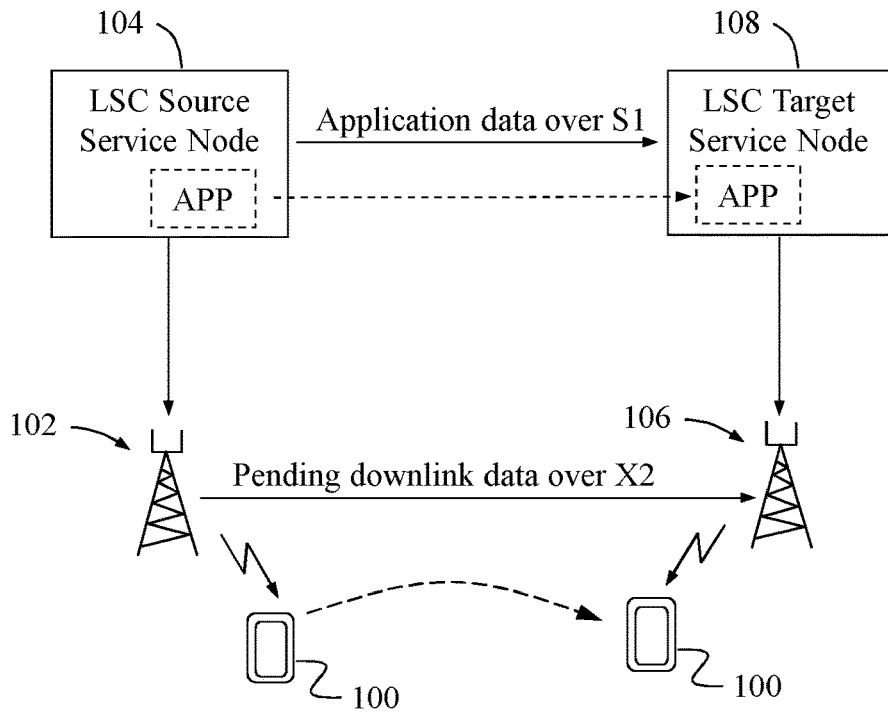 104
108
LSC Source
Service Node
APP
Application data over S1
LSC Target
Service Node
APP
102
106
Pending downlink data over X2
100
100